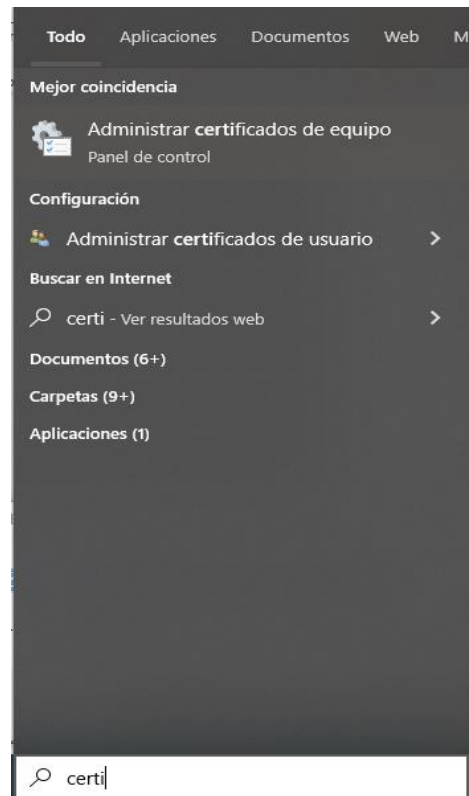 Todo Aplicaciones Documentos Web M
Mejor coincidencia
Administrar certificados de equipo
Panel de control
Configuración
Administrar certificados de usuario
Buscar en Internet
certi - Ver resultados web
Documentos (6+)
Carpetas (9+)
Aplicaciones (1)
certi